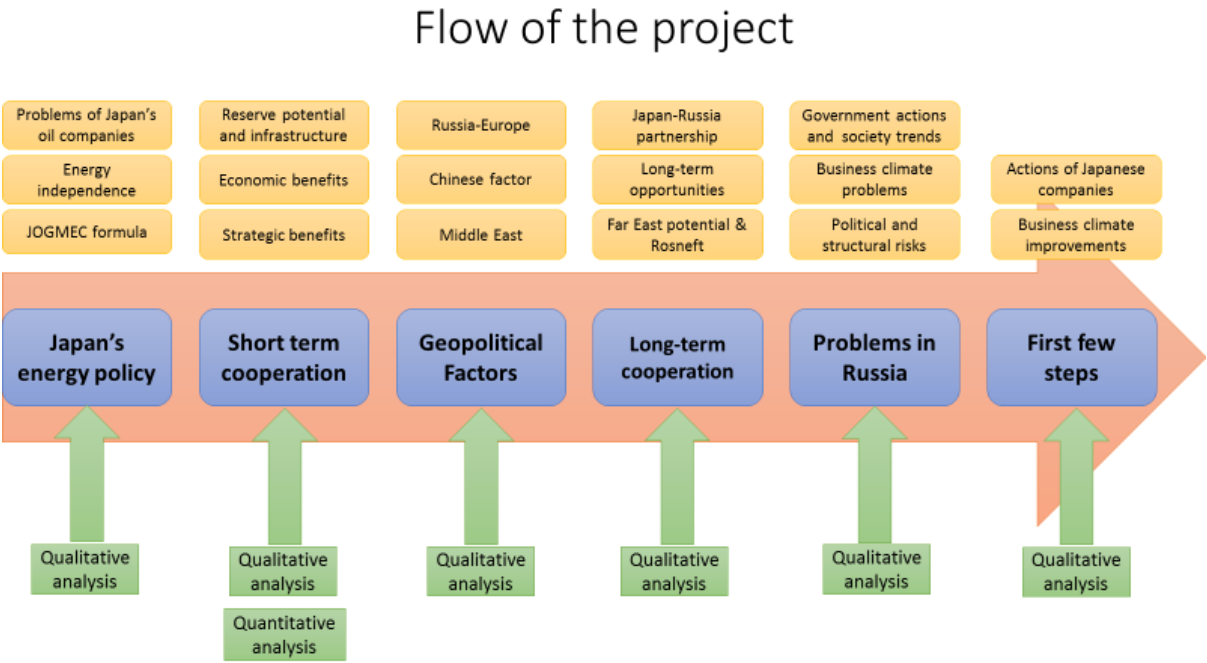 Flow of the project
Problems of Japan's
oil companies
Energy
independence
JOGMEC formula
Reserve potential
and infrastructure
Economic benefits
Strategic benefits
Russia-Europe
Chinese factor
Middle East
Japan-Russia
partnership
Long-term
opportunities
Far East potential &
Rosneft
Government actions
and society trends
Business climate
problems
Political and
structural risks
Actions of Japanese
companies
Business climate
improvements
Japan's
energy policy
Short term
cooperation
Geopolitical
Factors
Long-term
cooperation
Problems in
Russia
First few
steps
Qualitative
analysis
Qualitative
analysis
Quantitative
analysis
Qualitative
analysis
Qualitative
analysis
Qualitative
analysis
Qualitative
analysis